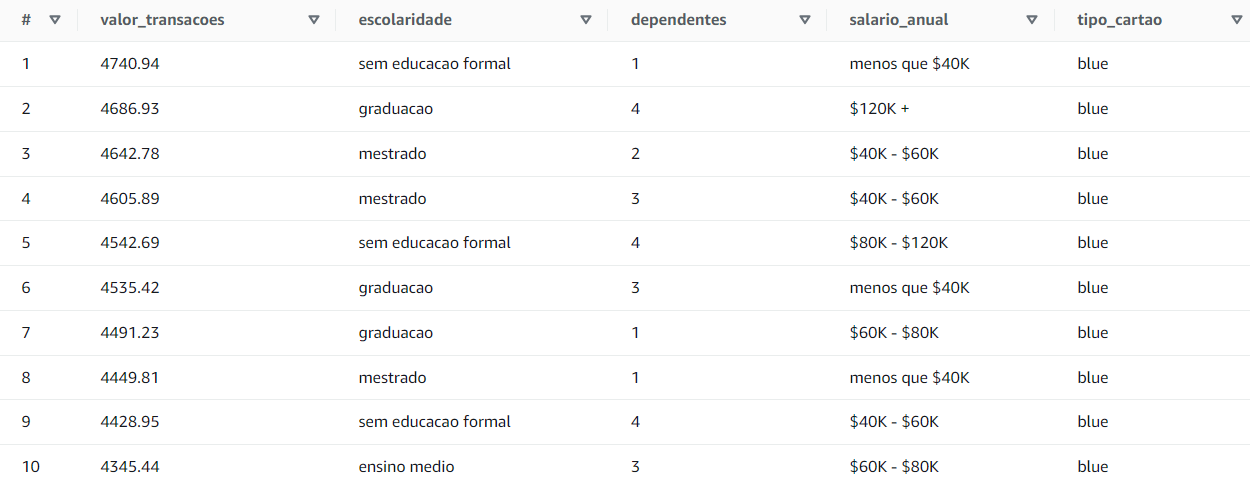 # valor_transacoes escolaridade dependentes salario_anual tipo_cartao
1 4740.94 sem educacao formal 1 menos que $40K blue
2 4686.93 graduacao 4 $120K + blue
3 4642.78 mestrado 2 $40K - $60K blue
4 4605.89 mestrado 3 $40K - $60K blue
5 4542.69 sem educacao formal 4 $80K - $120K blue
6 4535.42 graduacao 3 menos que $40K blue
7 4491.23 graduacao 1 $60K - $80K blue
8 4449.81 mestrado 1 menos que $40K blue
9 4428.95 sem educacao formal 4 $40K - $60K blue
10 4345.44 ensino medio 3 $60K - $80K blue